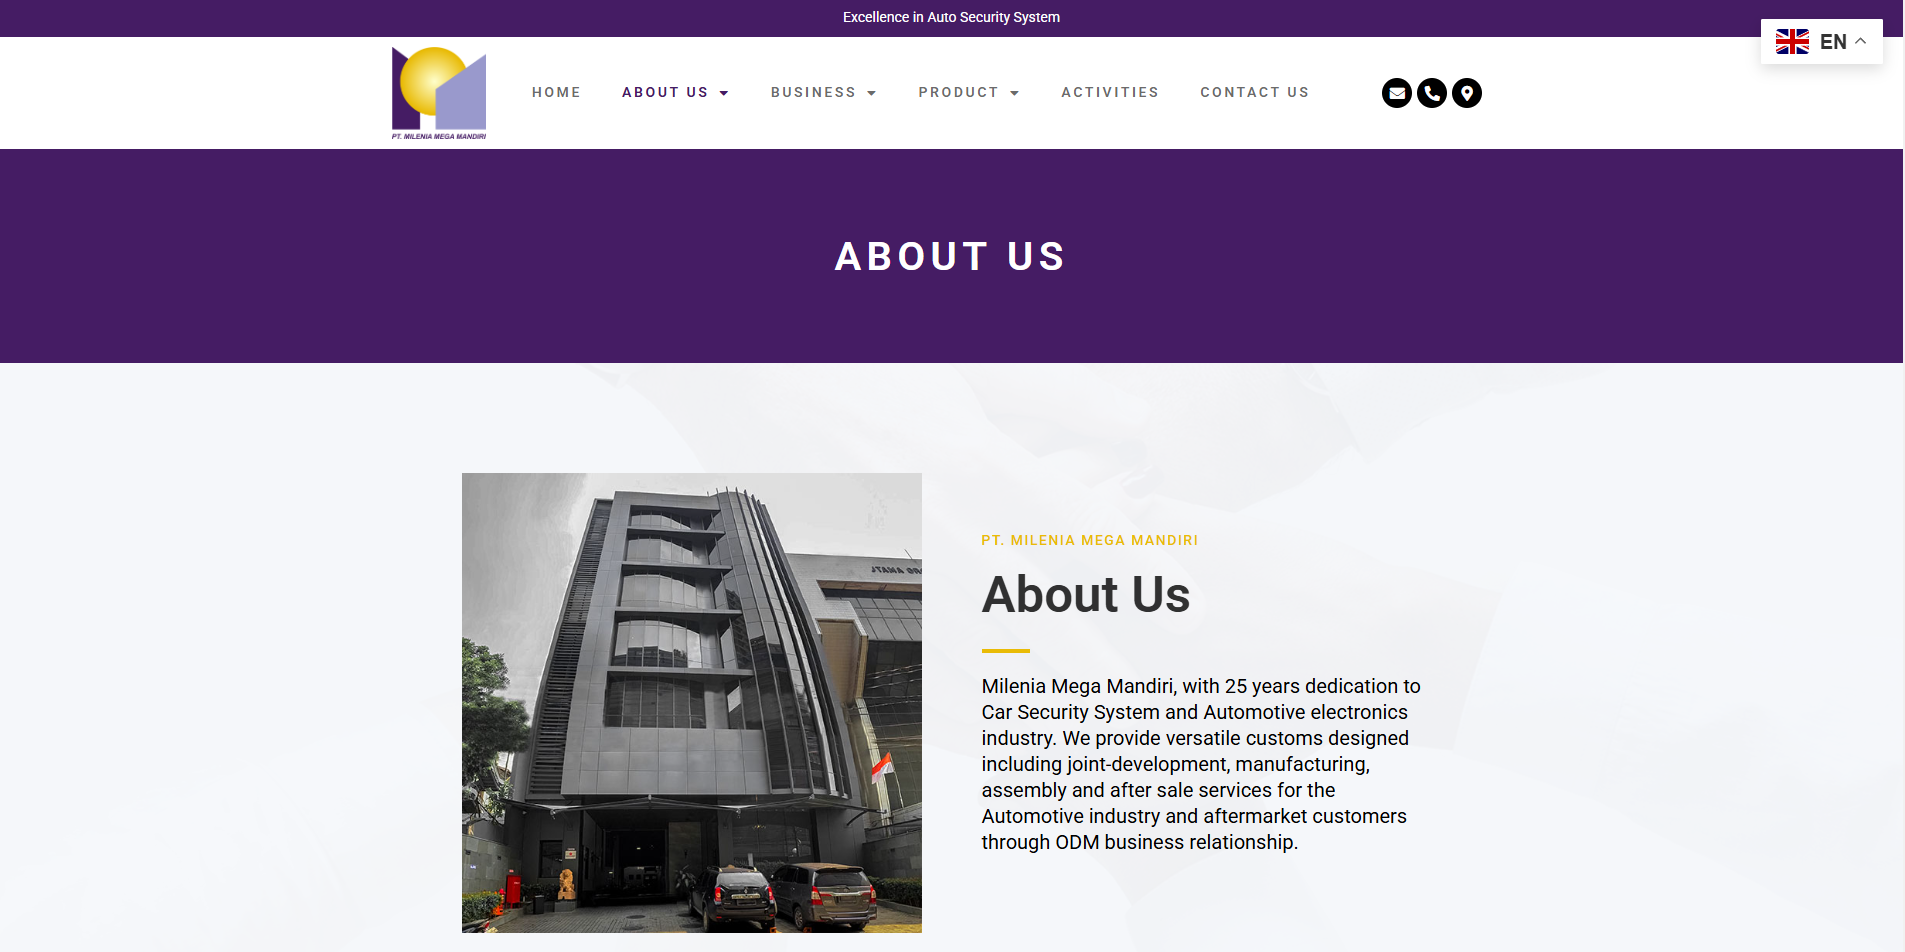 Excellence in Auto Security System
EN
PT. MILENIA MEGA MANDIRI
HOME
ABOUT US
BUSINESS
PRODUCT
ACTIVITIES
CONTACT US
ABOUT US
PT. MILENIA MEGA MANDIRI
About Us
Milenia Mega Mandiri, with 25 years dedication to
Car Security System and Automotive electronics
industry. We provide versatile customs designed
including joint-development, manufacturing,
assembly and after sale services for the
Automotive industry and aftermarket customers
through ODM business relationship.